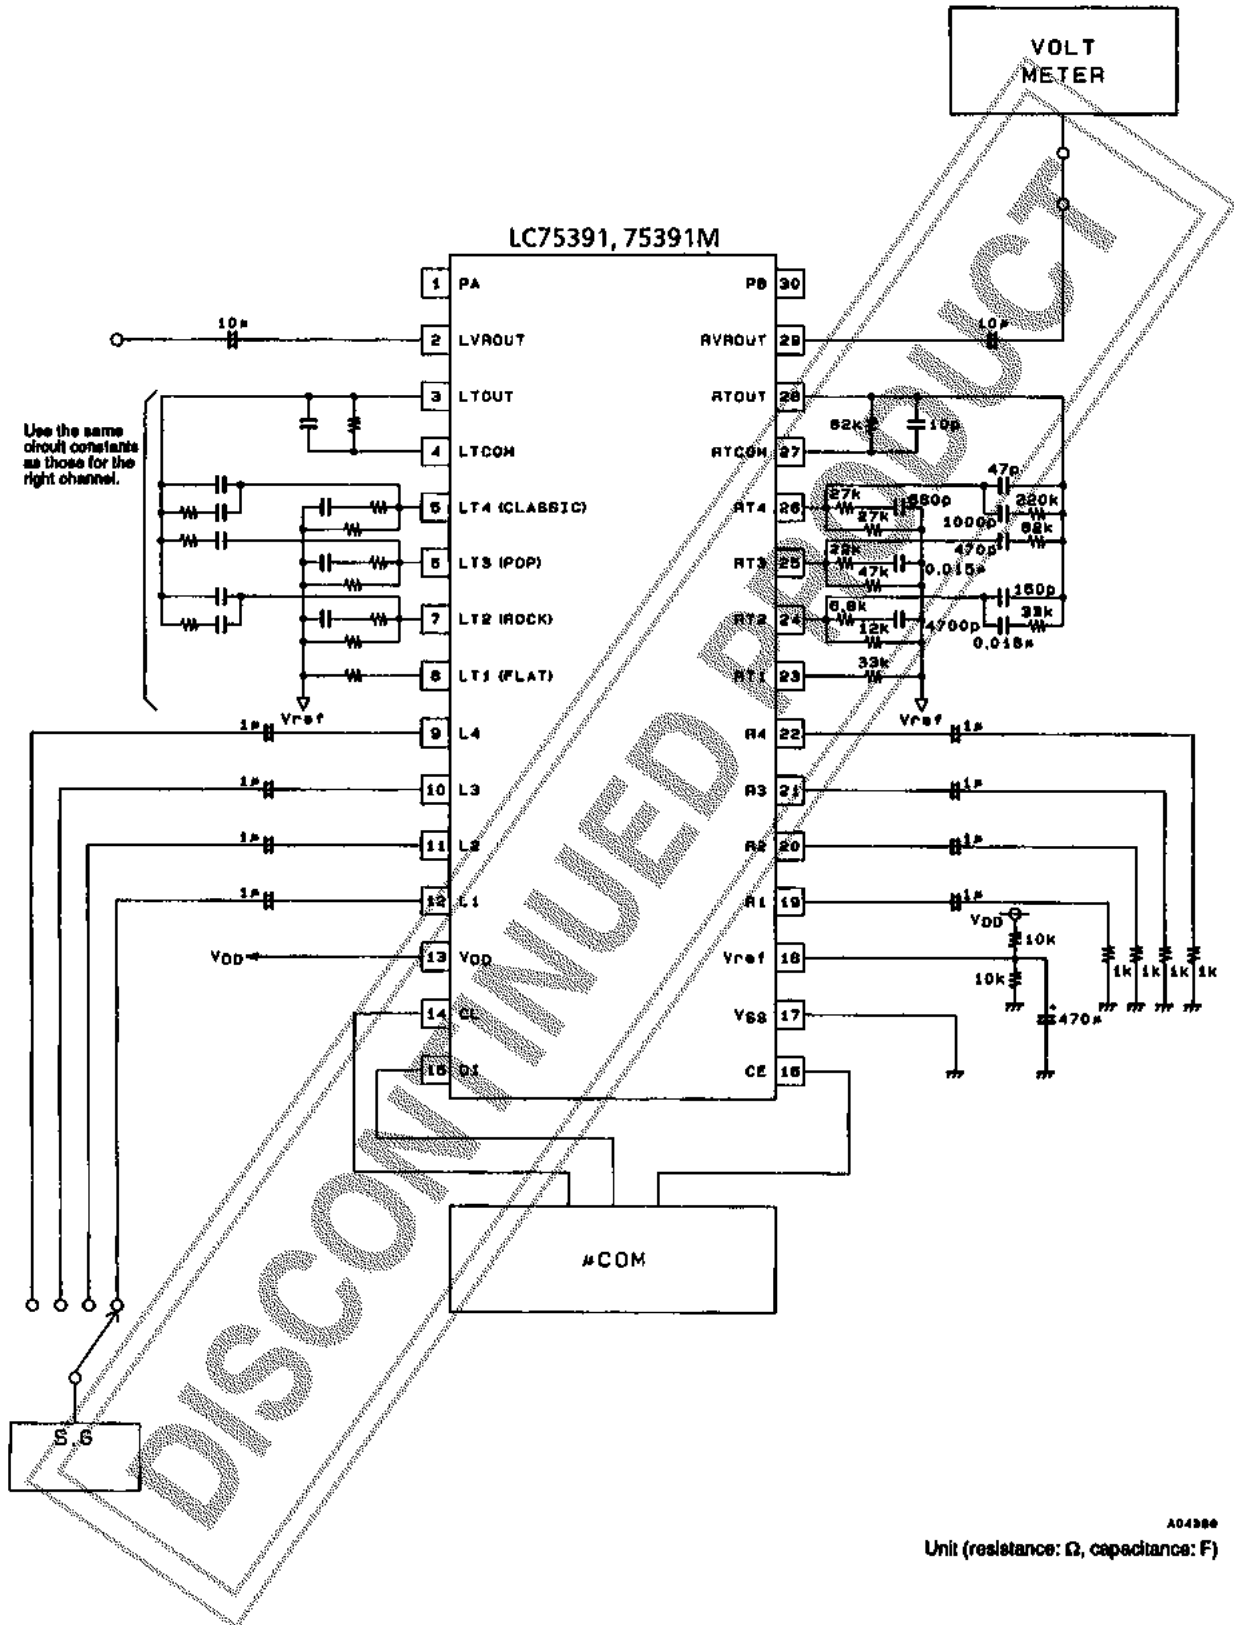 VOLT
METER
LC75391, 75391M
1 PA
PB 30
10μ
2 LVROUT
RVROUT 29
10μ
3 LTOUT
RTOUT 28
Use the same
circuit constants
as those for the
right channel.
82k
10p
4 LTCOM
RTCOM 27
47p
5 LT4 (CLASSIC)
RT4 26
27k
680p
220k
27k
1000p
82k
6 LT3 (POP)
RT3 25
470p
0.015μ
47k
150p
7 LT2 (ROCK)
RT2 24
6.8k
4700p
33k
12k
0.018μ
8 LT1 (FLAT)
RT1 23
33k
Vref
Vref
1μ
9 L4
R4 22
1μ
1μ
10 L3
R3 21
1μ
1μ
11 L2
R2 20
1μ
1μ
12 L1
R1 19
1μ
VDD
10k
VDD
13 VDD
Vref 18
10k
1k
1k
1k
1k
14 CL
VSS 17
470μ
15 DI
CE 16
μCOM
S.G
DISCONTINUED PRODUCT
Unit (resistance: Ω, capacitance: F)